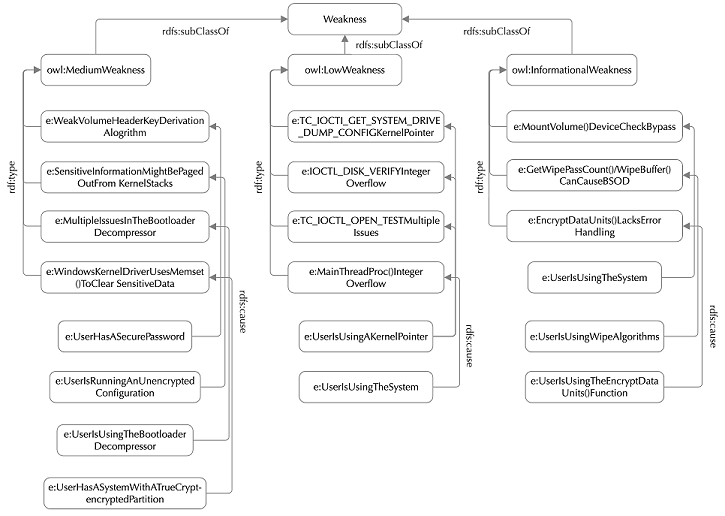 Weakness
rdfs:subClassOf
rdfs:subClassOf
rdfs:subClassOf
owl:MediumWeakness
owl:LowWeakness
owl:InformationalWeakness
rdf:type
e:WeakVolumeHeaderKeyDerivation
Alogrithm
e:SensitiveInformationMightBePaged
OutFrom KernelStacks
e:MultipleIssuesInTheBootloader
Decompressor
e:WindowsKernelDriverUsesMemset
()ToClear SensitiveData
rdfs:cause
e:UserHasASecurePassword
e:UserIsRunningAnUnencrypted
Configuration
e:UserIsUsingTheBootloader
Decompressor
e:UserHasASystemWithATrueCrypt-
encryptedPartition
rdf:type
e:TC_IOCTI_GET_SYSTEM_DRIVE
_DUMP_CONFIGKernelPointer
e:IOCTL_DISK_VERIFYInteger
Overflow
e:TC_IOCTL_OPEN_TESTMultiple
Issues
e:MainThreadProc()Integer
Overflow
rdfs:cause
e:UserIsUsingAKernelPointer
e:UserIsUsingTheSystem
rdf:type
e:MountVolume()DeviceCheckBypass
e:GetWipePassCount()/WipeBuffer()
CanCauseBSOD
e:EncryptDataUnits()LacksError
Handling
e:UserIsUsingTheSystem
rdfs:cause
e:UserIsUsingWipeAlgorithms
e:UserIsUsingTheEncryptData
Units()Function